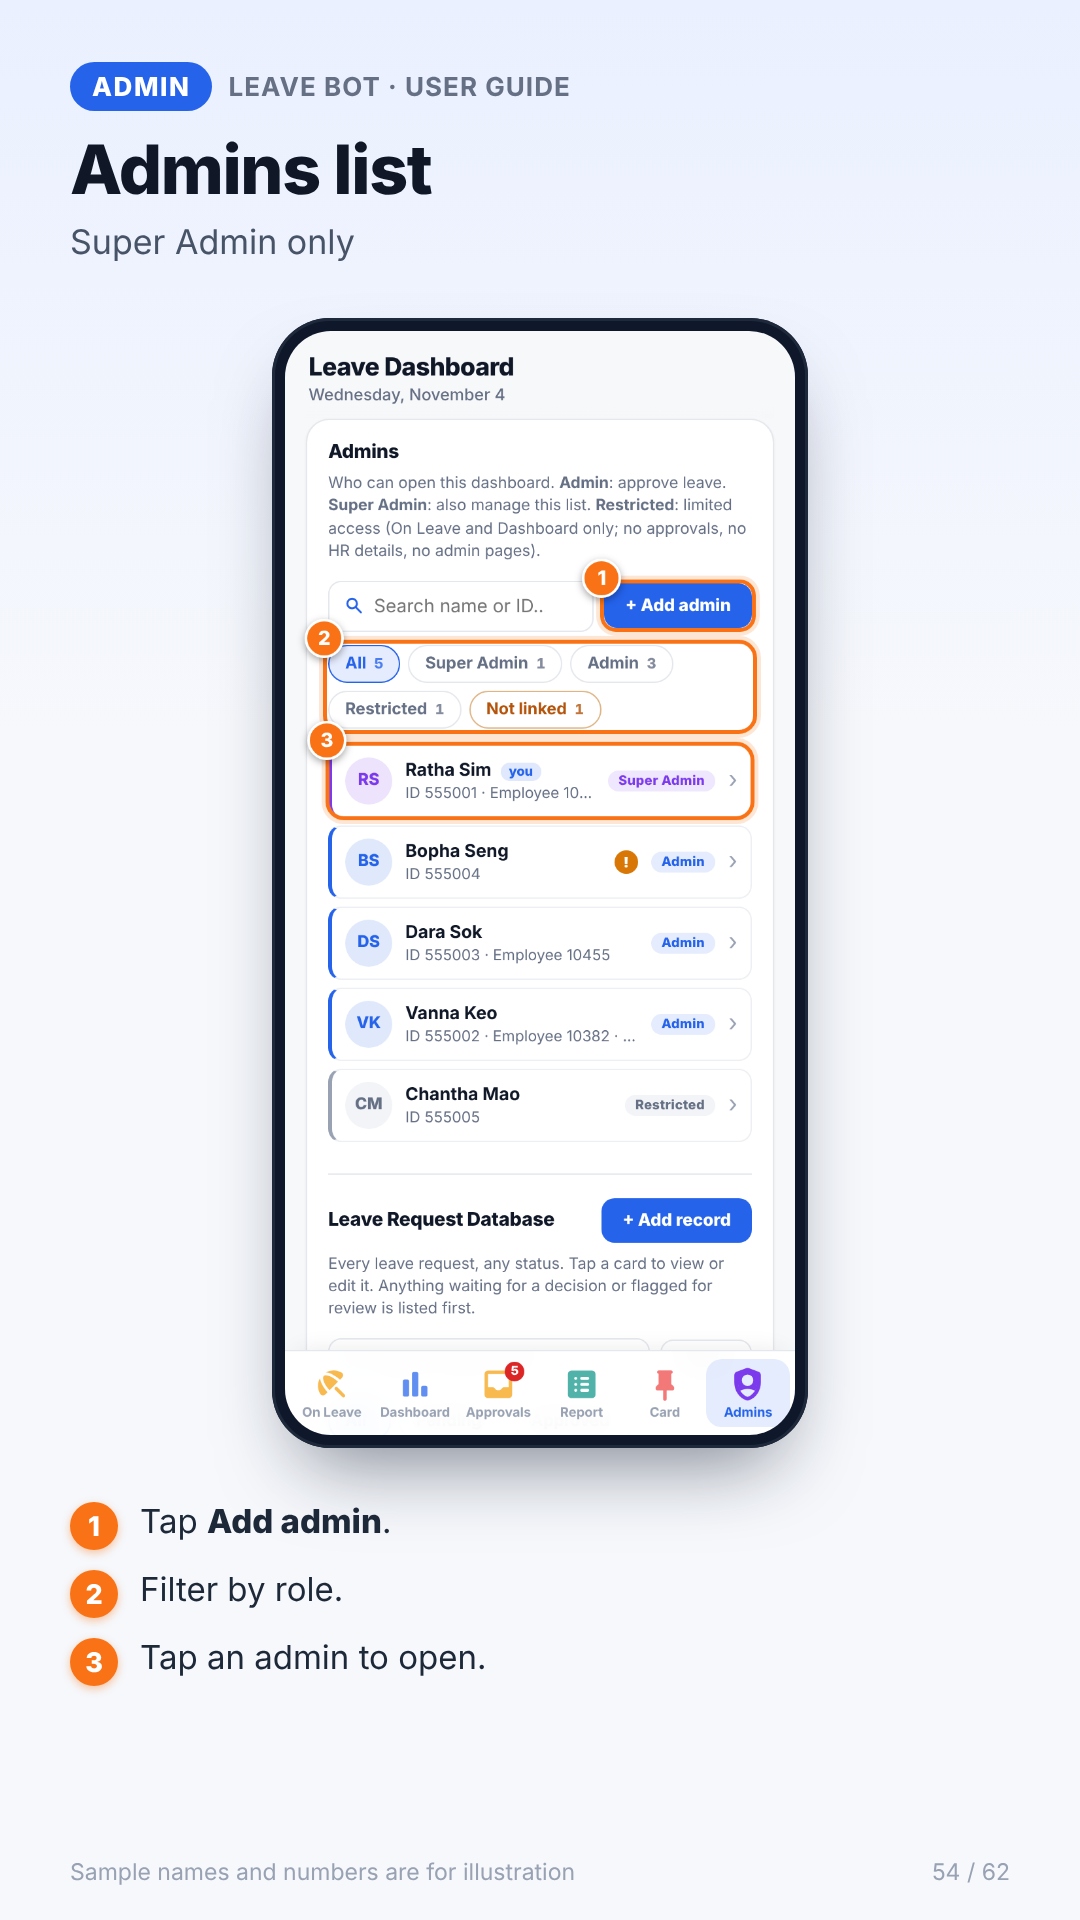 ADMIN LEAVE BOT · USER GUIDE
Admins list
Super Admin only
Leave Dashboard
Wednesday, November 4
Admins
Who can open this dashboard. Admin: approve leave.
Super Admin: also manage this list. Restricted: limited
access (On Leave and Dashboard only; no approvals, no
HR details, no admin pages).
1
Search name or ID.. + Add admin
2
All 5 Super Admin 1 Admin 3
Restricted 1 Not linked 1
3
RS Ratha Sim you Super Admin
ID 555001 · Employee 10...
BS Bopha Seng ! Admin
ID 555004
DS Dara Sok Admin
ID 555003 · Employee 10455
VK Vanna Keo Admin
ID 555002 · Employee 10382 · ...
CM Chantha Mao Restricted
ID 555005
Leave Request Database + Add record
Every leave request, any status. Tap a card to view or
edit it. Anything waiting for a decision or flagged for
review is listed first.
5
On Leave Dashboard Approvals Report Card Admins
1 Tap Add admin.
2 Filter by role.
3 Tap an admin to open.
Sample names and numbers are for illustration 54 / 62